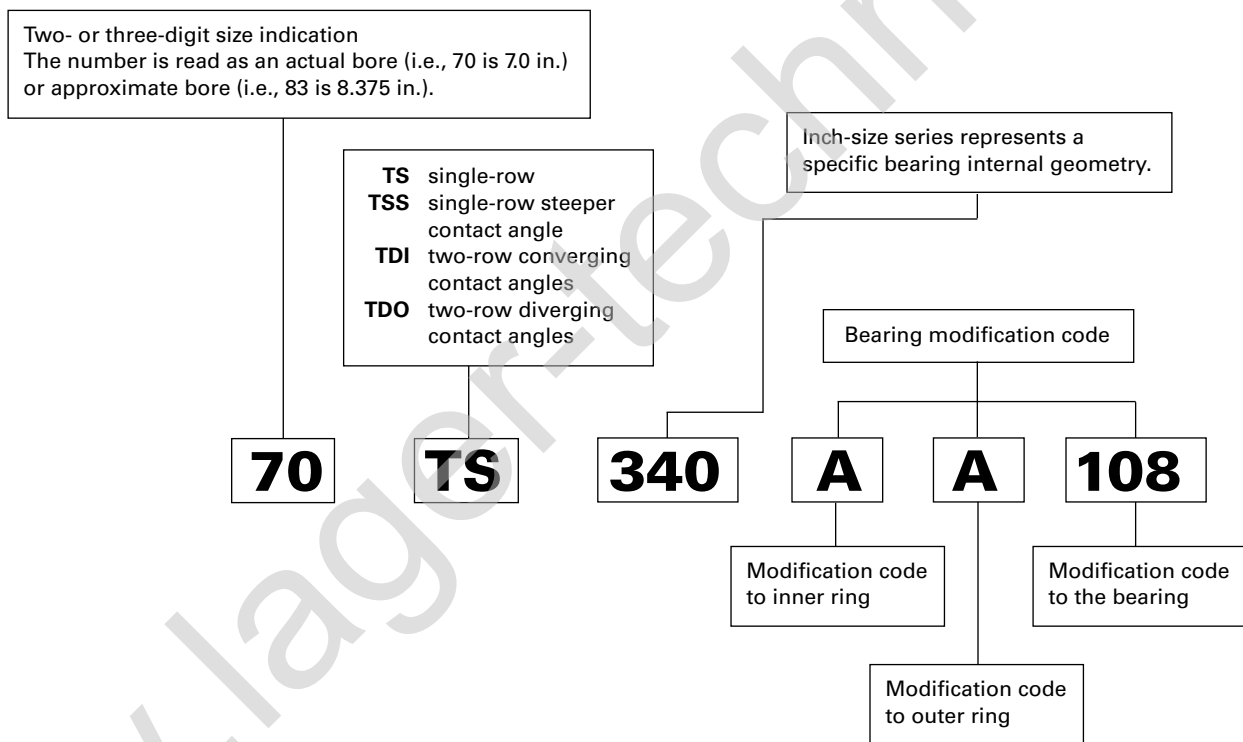 Two- or three-digit size indication
The number is read as an actual bore (i.e., 70 is 7.0 in.)
or approximate bore (i.e., 83 is 8.375 in.).
TS single-row
TSS single-row steeper
contact angle
TDI two-row converging
contact angles
TDO two-row diverging
contact angles
Inch-size series represents a
specific bearing internal geometry.
Bearing modification code
70 TS 340 A A 108
Modification code
to inner ring
Modification code
to outer ring
Modification code
to the bearing
.lager-techn